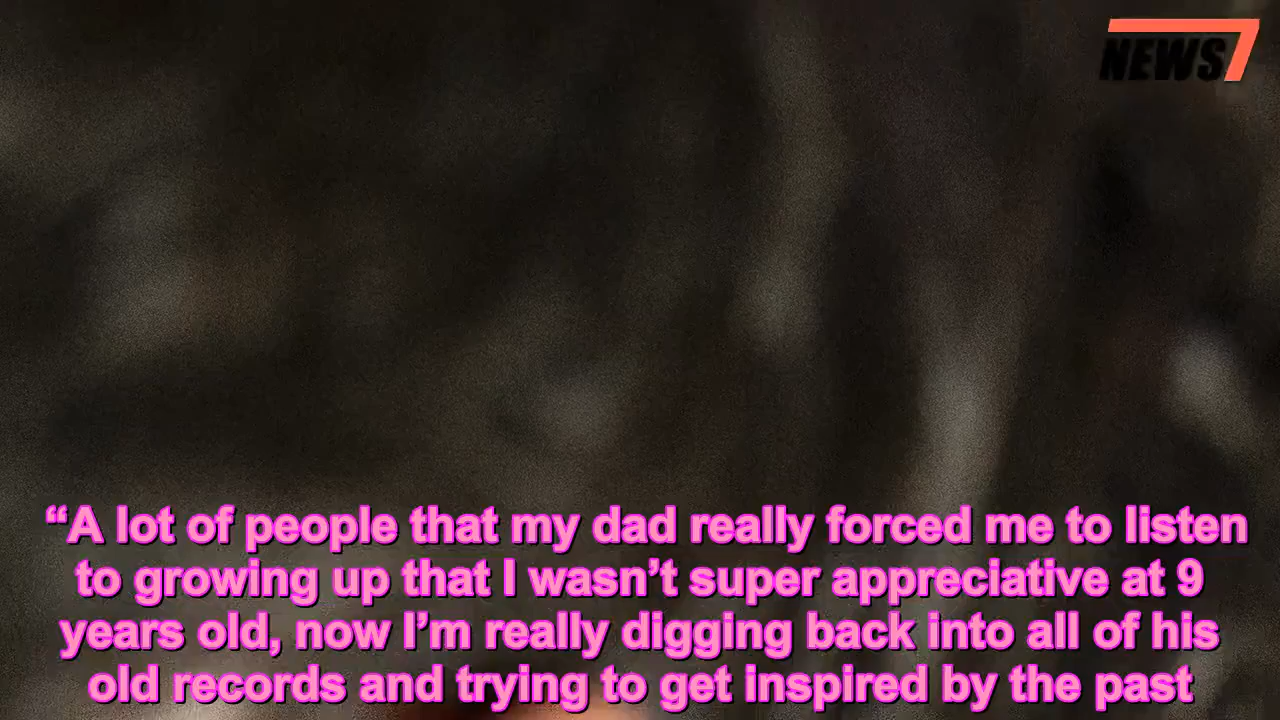 NEWS 7
“A lot of people that my dad really forced me to listen
to growing up that I wasn’t super appreciative at 9
years old, now I’m really digging back into all of his
old records and trying to get inspired by the past